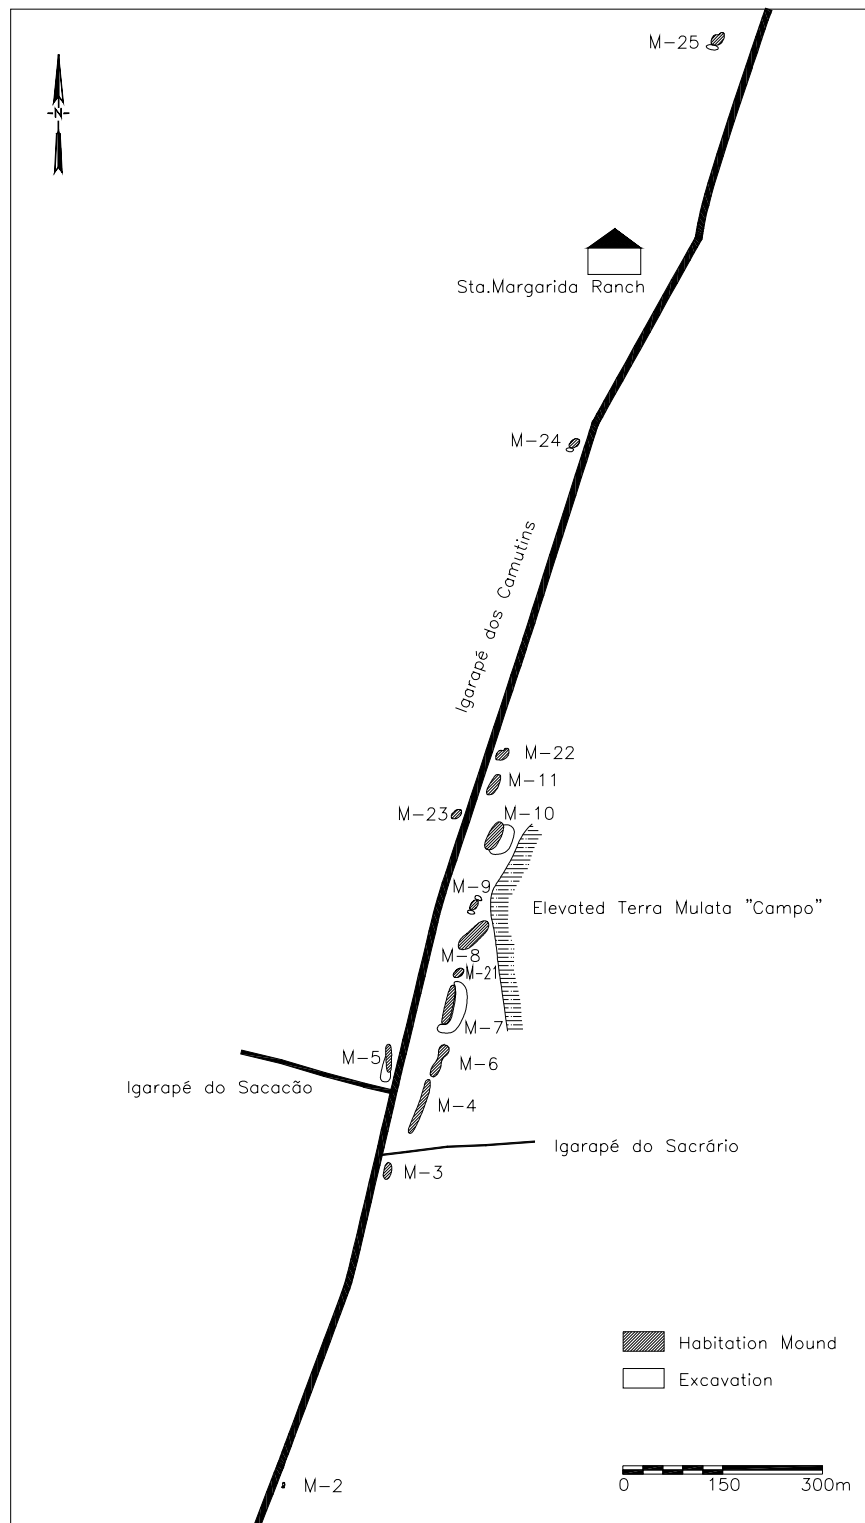 M-25
-N-
Sta.Margarida Ranch
M-24
Igarapé dos Camutins
M-22
M-11
M-23
M-10
M-9
Elevated Terra Mulata "Campo"
M-8
M-21
M-7
M-5
M-6
Igarapé do Sacacão
M-4
Igarapé do Sacrário
M-3
Habitation Mound
Excavation
0 150 300m
M-2